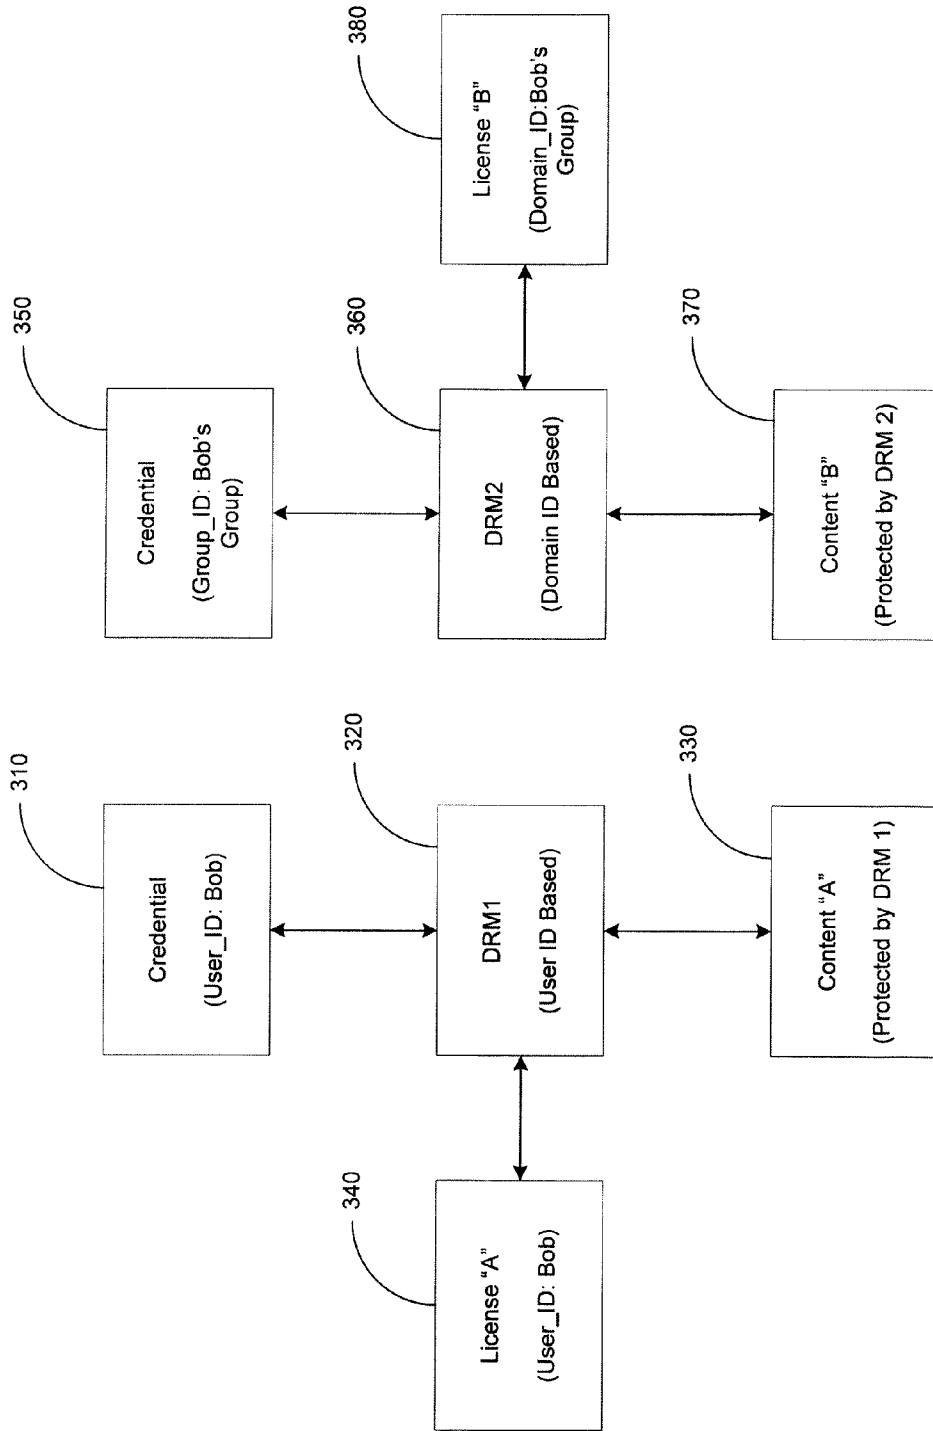 310
Credential
(User_ID: Bob)
350
Credential
(Group_ID: Bob's
Group)
340
License “A”
(User_ID: Bob)
320
DRM1
(User ID Based)
360
DRM2
(Domain ID Based)
380
License “B”
(Domain_ID:Bob's
Group)
330
Content “A”
(Protected by DRM 1)
370
Content “B”
(Protected by DRM 2)